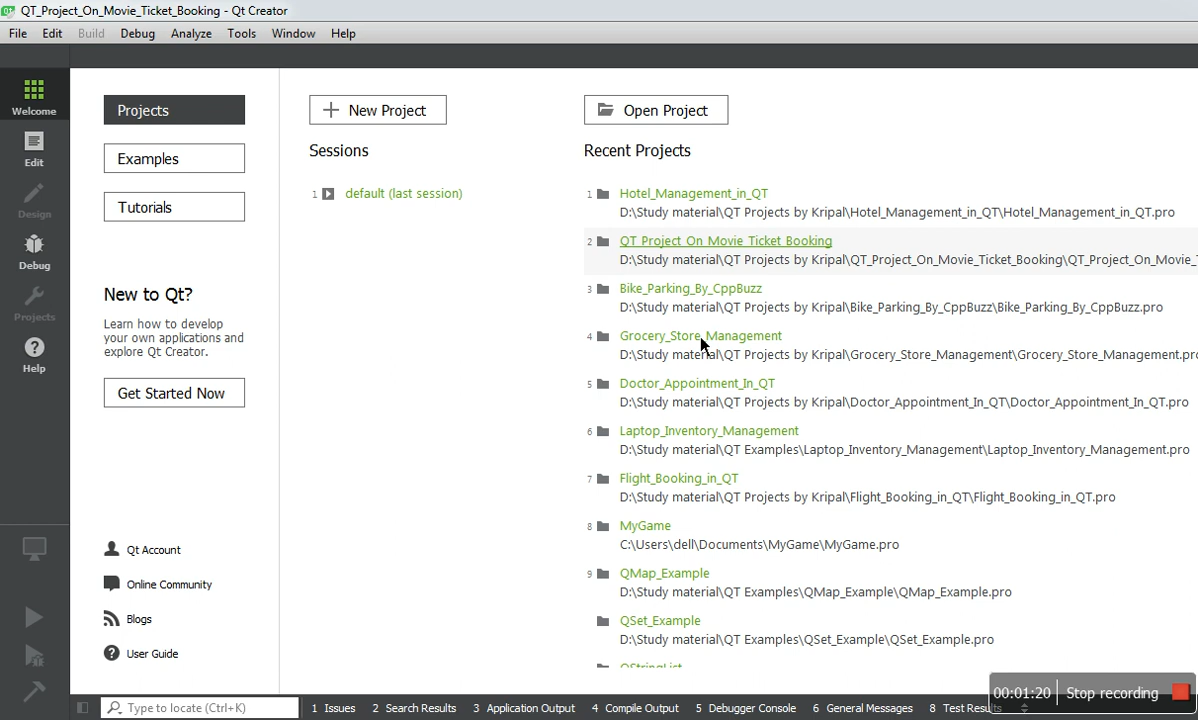 QT_Project_On_Movie_Ticket_Booking - Qt Creator
File Edit Build Debug Analyze Tools Window Help
Welcome
Edit
Design
Debug
Projects
Help
Projects
Examples
Tutorials
New to Qt?
Learn how to develop
your own applications and
explore Qt Creator.
Get Started Now
Qt Account
Online Community
Blogs
User Guide
New Project
Sessions
1 default (last session)
Open Project
Recent Projects
1 Hotel_Management_in_QT
D:\Study material\QT Projects by Kripal\Hotel_Management_in_QT\Hotel_Management_in_QT.pro
2 QT_Project_On_Movie_Ticket_Booking
D:\Study material\QT Projects by Kripal\QT_Project_On_Movie_Ticket_Booking\QT_Project_On_Movie_T
3 Bike_Parking_By_CppBuzz
D:\Study material\QT Projects by Kripal\Bike_Parking_By_CppBuzz\Bike_Parking_By_CppBuzz.pro
4 Grocery_Store_Management
D:\Study material\QT Projects by Kripal\Grocery_Store_Management\Grocery_Store_Management.pro
5 Doctor_Appointment_In_QT
D:\Study material\QT Projects by Kripal\Doctor_Appointment_In_QT\Doctor_Appointment_In_QT.pro
6 Laptop_Inventory_Management
D:\Study material\QT Examples\Laptop_Inventory_Management\Laptop_Inventory_Management.pro
7 Flight_Booking_in_QT
D:\Study material\QT Projects by Kripal\Flight_Booking_in_QT\Flight_Booking_in_QT.pro
8 MyGame
C:\Users\dell\Documents\MyGame\MyGame.pro
9 QMap_Example
D:\Study material\QT Examples\QMap_Example\QMap_Example.pro
QSet_Example
D:\Study material\QT Examples\QSet_Example\QSet_Example.pro
QStringList
00:01:20 Stop recording
Type to locate (Ctrl+K) 1 Issues 2 Search Results 3 Application Output 4 Compile Output 5 Debugger Console 6 General Messages 8 Test Results